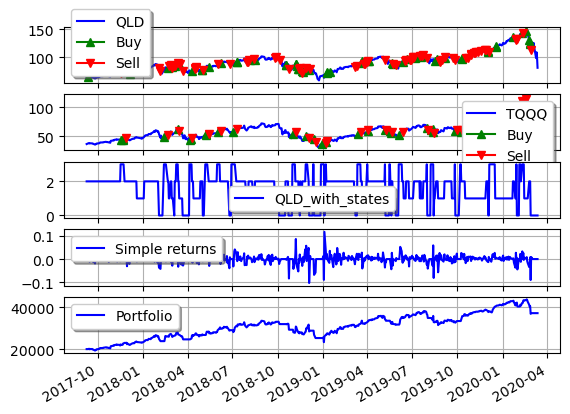 QLD
Buy
Sell
150
100
TQQQ
Buy
Sell
100
50
QLD_with_states
2
0
Simple returns
0.1
0.0
−0.1
Portfolio
40000
20000
2017-10
2018-01
2018-04
2018-07
2018-10
2019-01
2019-04
2019-07
2019-10
2020-01
2020-04